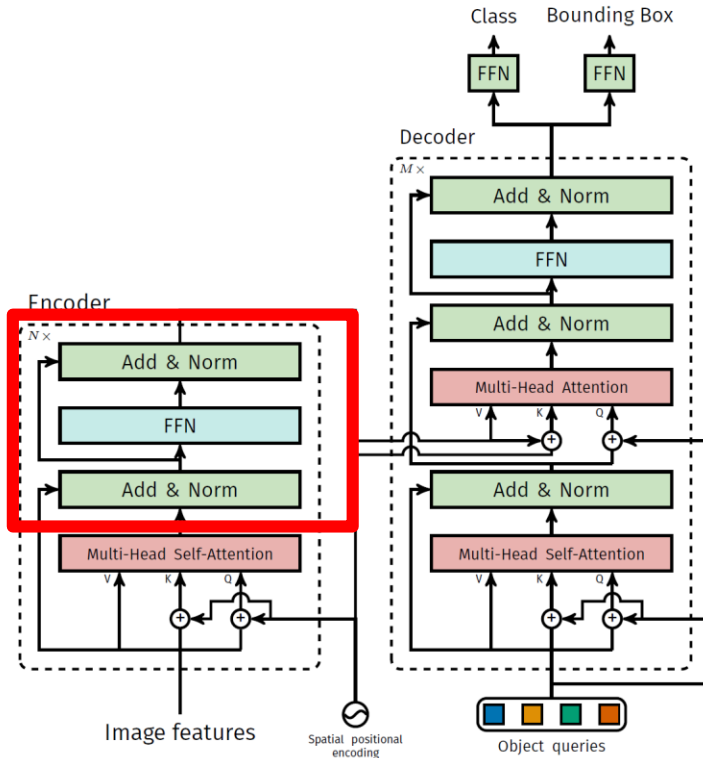 Class Bounding Box
FFN FFN
Decoder
M×
Add & Norm
FFN
Add & Norm
Multi-Head Attention
V K Q
Add & Norm
Multi-Head Self-Attention
V K Q
Object queries
Encoder
N×
Add & Norm
FFN
Add & Norm
Multi-Head Self-Attention
V K Q
Image features
Spatial positional
encoding